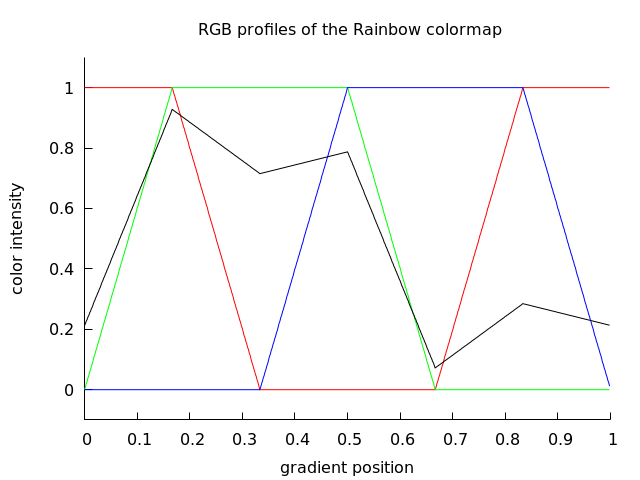 RGB profiles of the Rainbow colormap
1
0.8
0.6
0.4
0.2
0
color intensity
0 0.1 0.2 0.3 0.4 0.5 0.6 0.7 0.8 0.9 1
gradient position